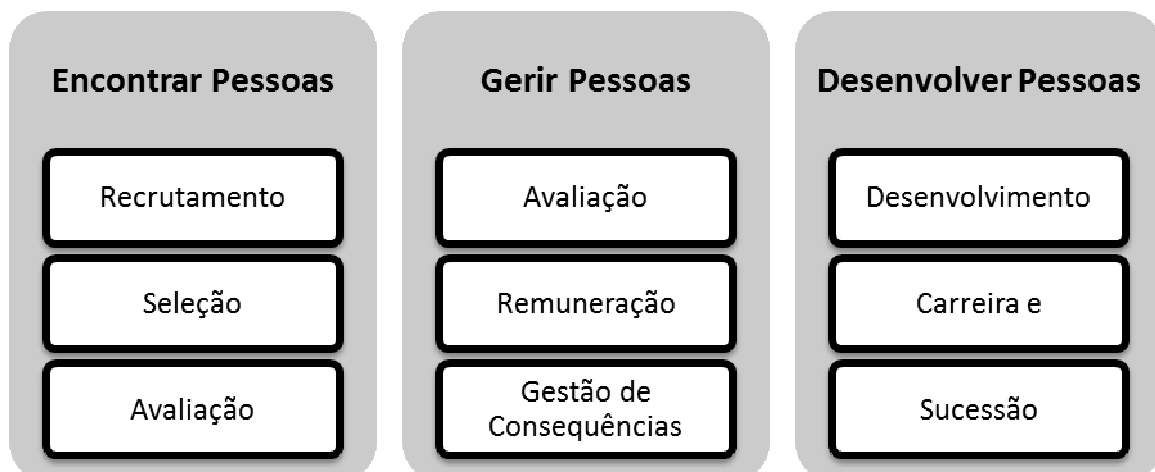 Encontrar Pessoas
Recrutamento
Seleção
Avaliação
Gerir Pessoas
Avaliação
Remuneração
Gestão de
Consequências
Desenvolver Pessoas
Desenvolvimento
Carreira e
Sucessão